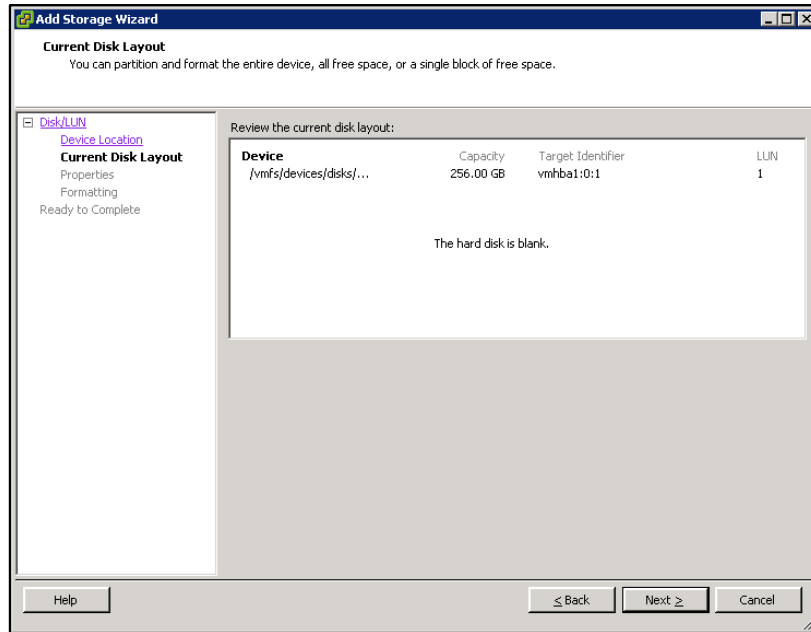 Add Storage Wizard
Current Disk Layout
You can partition and format the entire device, all free space, or a single block of free space.
Disk/LUN
Device Location
Current Disk Layout
Properties
Formatting
Ready to Complete
Review the current disk layout:
Device Capacity Target Identifier LUN
/vmfs/devices/disks/... 256.00 GB vmhba1:0:1 1
The hard disk is blank.
Help < Back Next > Cancel